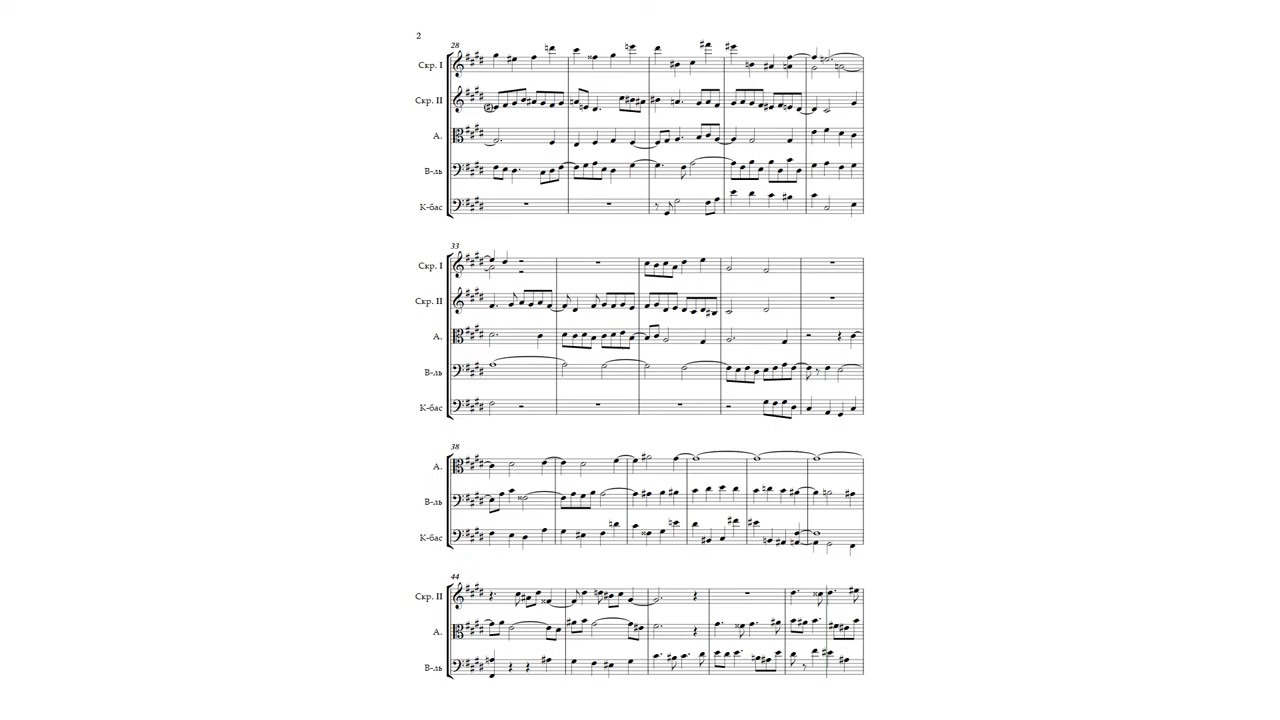 2
28
Скр. I
Скр. II
А.
В-ль
К-бас
33
Скр. I
Скр. II
А.
В-ль
К-бас
38
А.
В-ль
К-бас
44
Скр. II
А.
В-ль